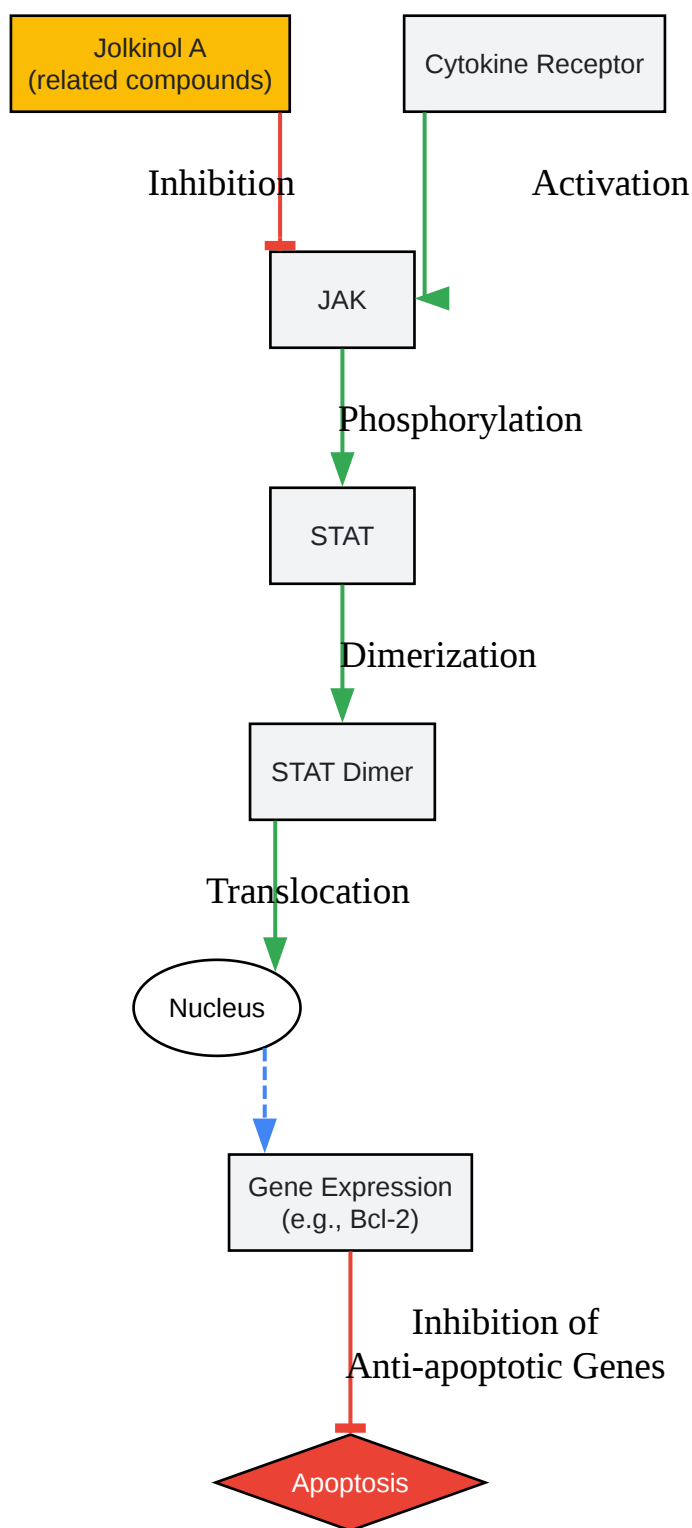 Jolkinol A
(related compounds)
Cytokine Receptor
Inhibition
Activation
JAK
Phosphorylation
STAT
Dimerization
STAT Dimer
Translocation
Nucleus
Gene Expression
(e.g., Bcl-2)
Inhibition of
Anti-apoptotic Genes
Apoptosis